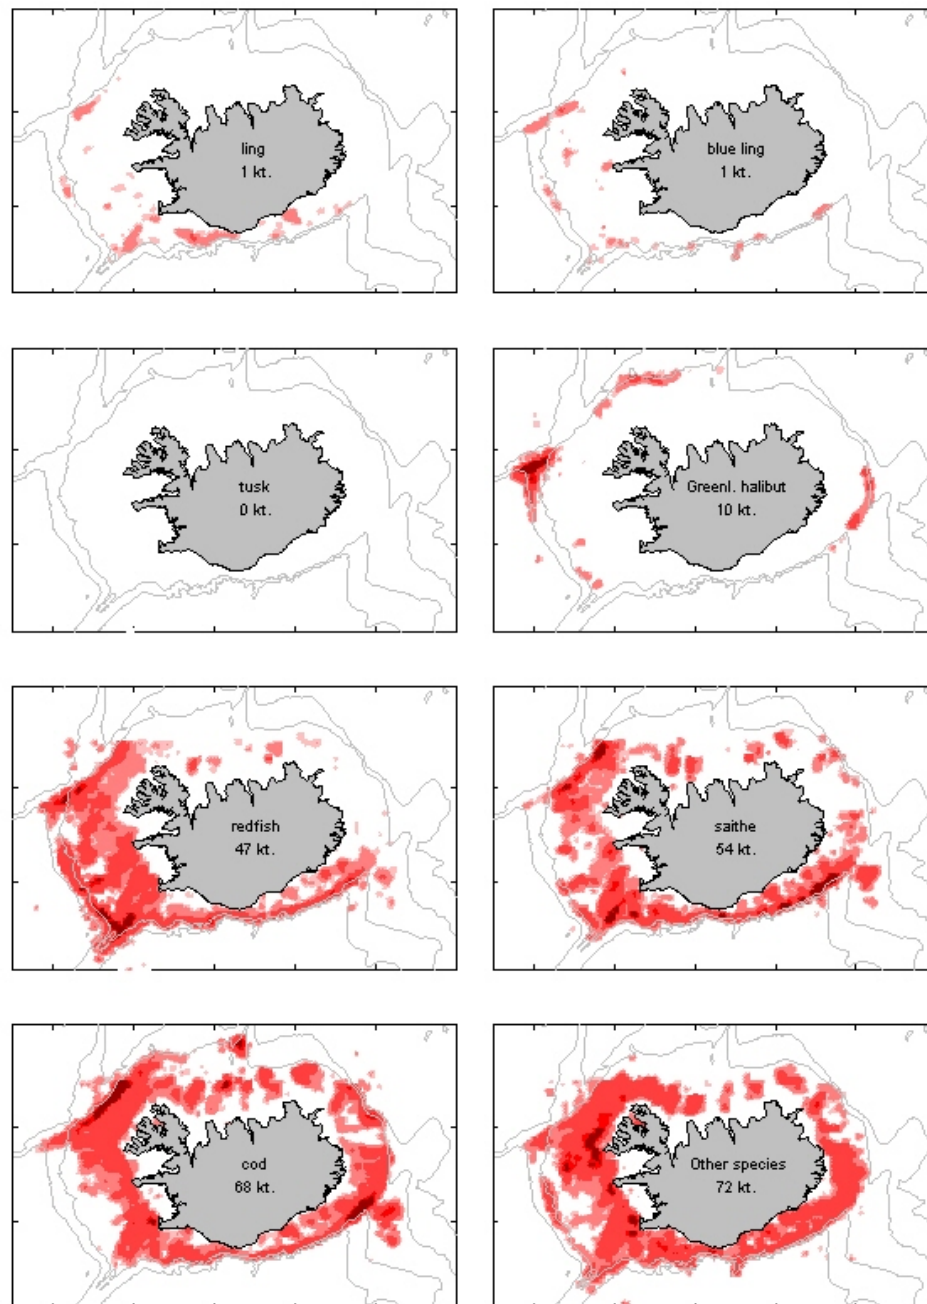 ling
1 kt.
blue ling
1 kt.
tusk
0 kt.
Greenl. halibut
10 kt.
redfish
47 kt.
saithe
54 kt.
cod
68 kt.
Other species
72 kt.